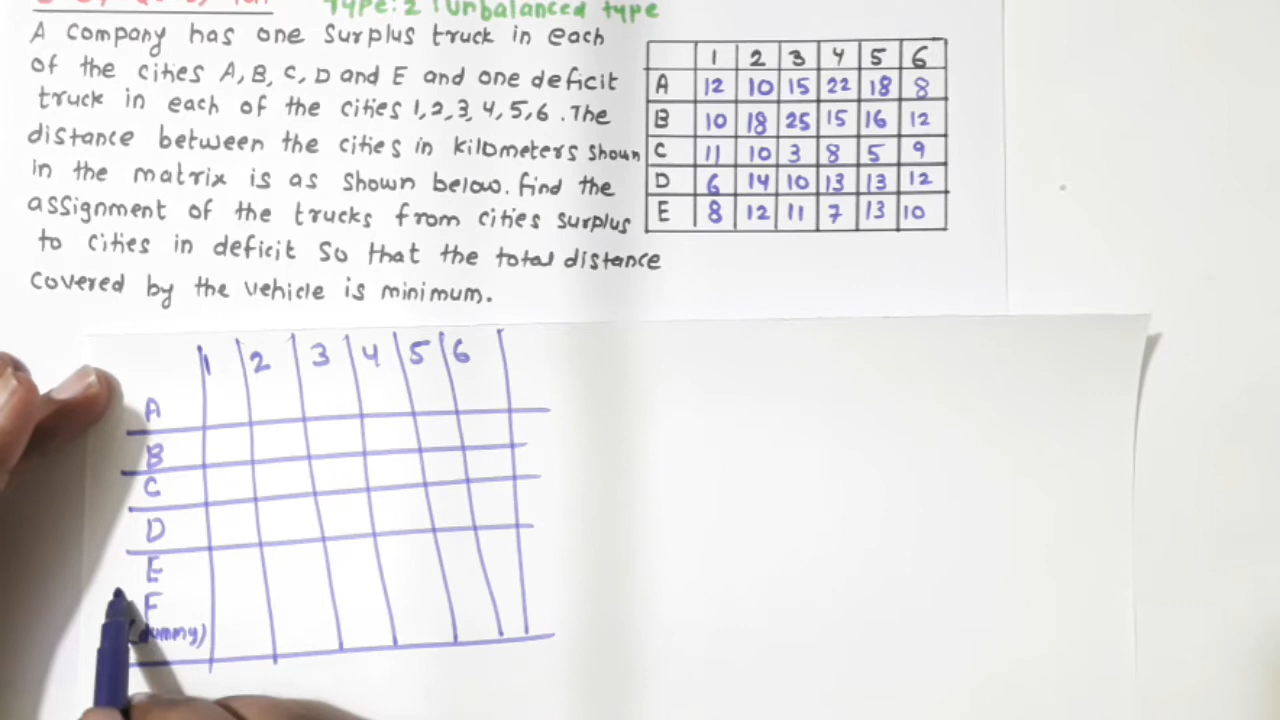 Type: 2 Unbalanced type
A company has one surplus truck in each
of the cities A, B, C, D and E and one deficit
truck in each of the cities 1, 2, 3, 4, 5, 6. The
distance between the cities in kilometers shown
in the matrix is as shown below. find the
assignment of the trucks from cities surplus
to cities in deficit so that the total distance
covered by the vehicle is minimum.
1 2 3 4 5 6
A 12 10 15 22 18 8
B 10 18 25 15 16 12
C 11 10 3 8 5 9
D 6 14 10 13 13 12
E 8 12 11 7 13 10
1 2 3 4 5 6
A
B
C
D
E
F
(dummy)